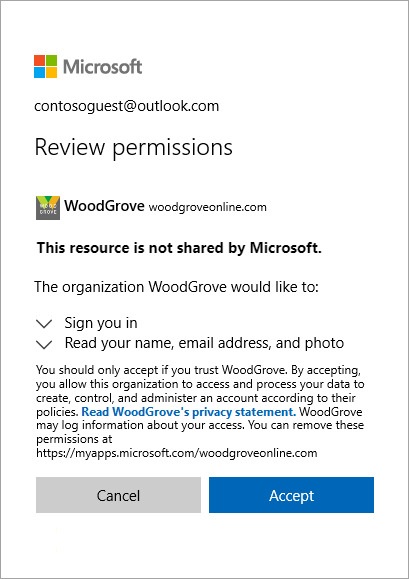 Microsoft
contosoguest@outlook.com
Review permissions
WOOD
GROVE
WoodGrove woodgroveonline.com
This resource is not shared by Microsoft.
The organization WoodGrove would like to:
Sign you in
Read your name, email address, and photo
You should only accept if you trust WoodGrove. By accepting,
you allow this organization to access and process your data to
create, control, and administer an account according to their
policies. Read WoodGrove's privacy statement. WoodGrove
may log information about your access. You can remove these
permissions at
https://myapps.microsoft.com/woodgroveonline.com
Cancel
Accept